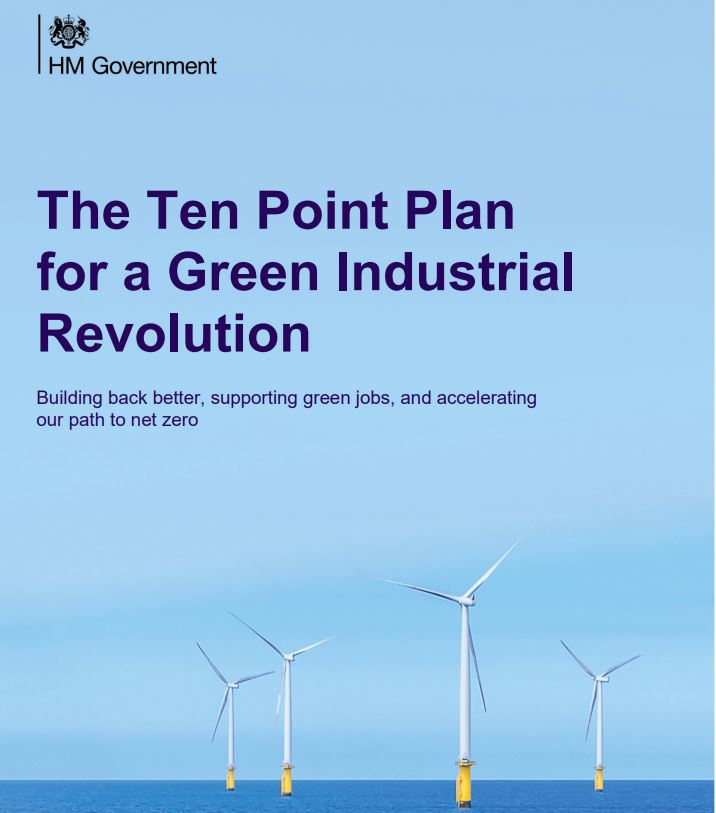 HM Government
The Ten Point Plan
for a Green Industrial
Revolution
Building back better, supporting green jobs, and accelerating
our path to net zero